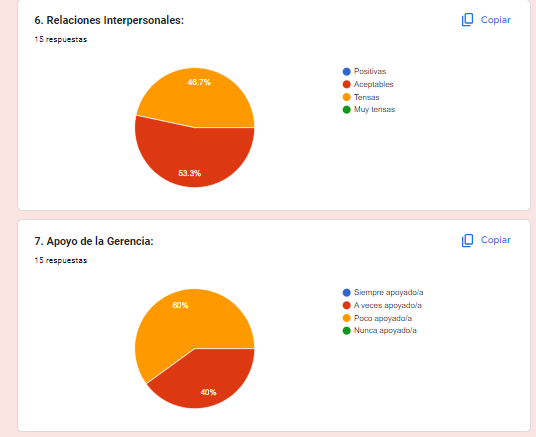 6. Relaciones Interpersonales:
Copiar
15 respuestas
46.7%
53.3%
Positivas
Aceptables
Tensas
Muy tensas
7. Apoyo de la Gerencia:
Copiar
15 respuestas
60%
40%
Siempre apoyado/a
A veces apoyado/a
Poco apoyado/a
Nunca apoyado/a